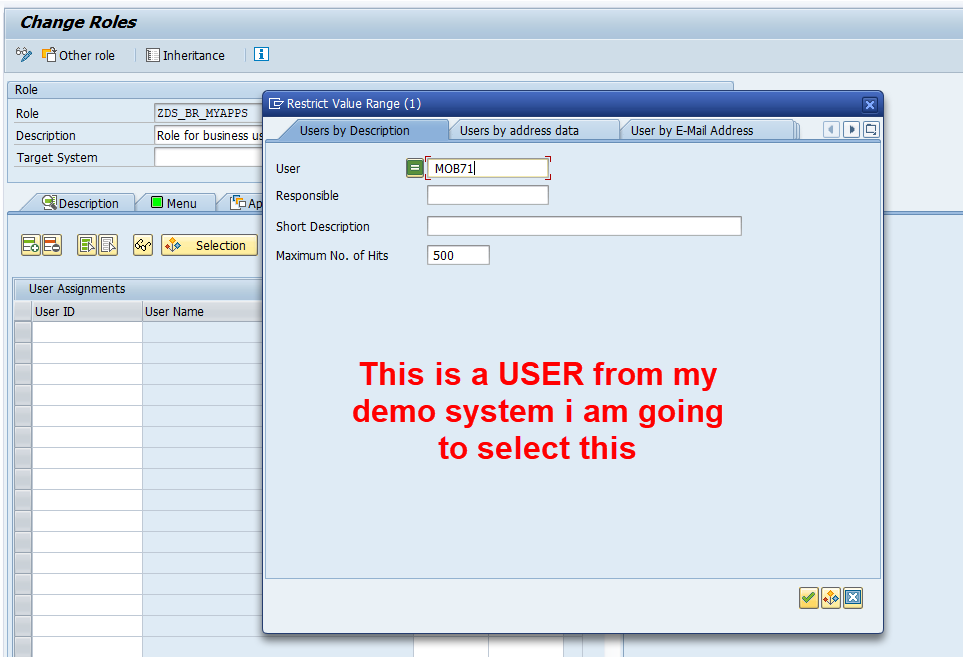 Change Roles
Other role Inheritance
Role
Role ZDS_BR_MYAPPS
Description Role for business us
Target System
Description Menu Ap
Selection
User Assignments
User ID User Name
Restrict Value Range (1)
Users by Description Users by address data User by E-Mail Address
User MOB71
Responsible
Short Description
Maximum No. of Hits 500
This is a USER from my
demo system i am going
to select this